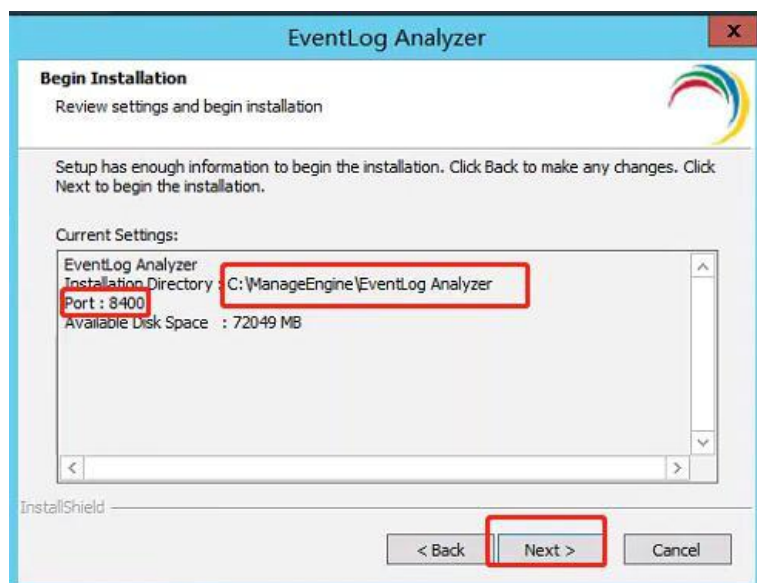 EventLog Analyzer
x
Begin Installation
Review settings and begin installation
Setup has enough information to begin the installation. Click Back to make any changes. Click
Next to begin the installation.
Current Settings:
EventLog Analyzer
Installation Directory : C:\ManageEngine\EventLog Analyzer
Port : 8400
Available Disk Space : 72049 MB
InstallShield
< Back Next > Cancel